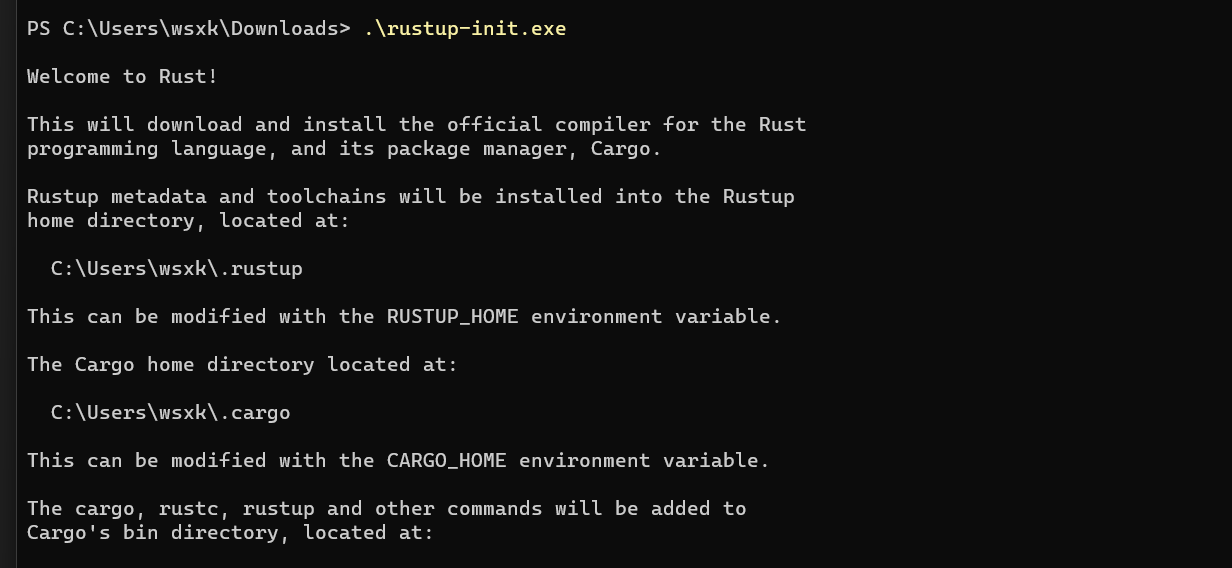 PS C:\Users\wsxk\Downloads> .\rustup-init.exe
Welcome to Rust!
This will download and install the official compiler for the Rust
programming language, and its package manager, Cargo.
Rustup metadata and toolchains will be installed into the Rustup
home directory, located at:
C:\Users\wsxk\.rustup
This can be modified with the RUSTUP_HOME environment variable.
The Cargo home directory located at:
C:\Users\wsxk\.cargo
This can be modified with the CARGO_HOME environment variable.
The cargo, rustc, rustup and other commands will be added to
Cargo's bin directory, located at: